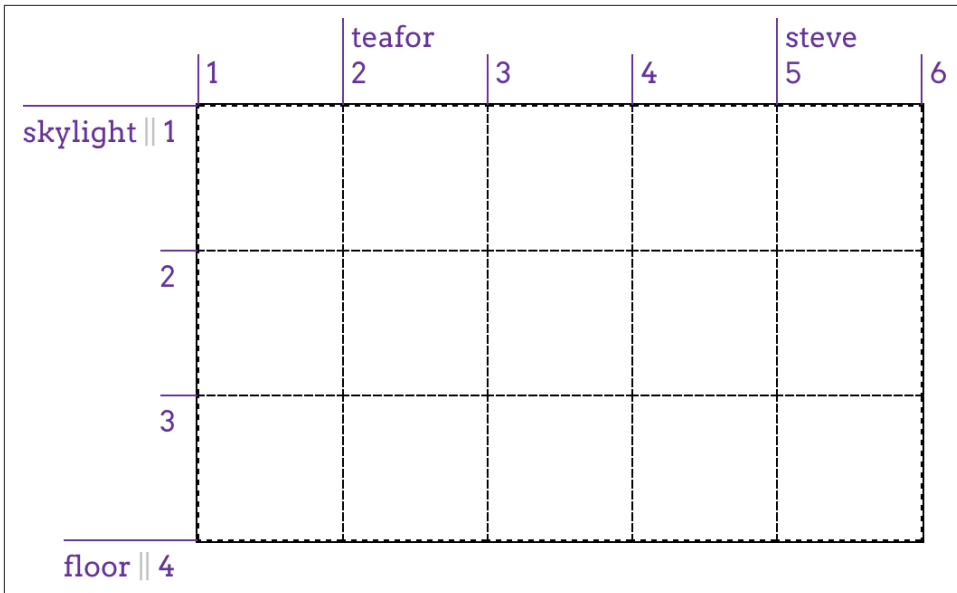 teafor steve
1 2 3 4 5 6
skylight || 1
2
3
floor || 4